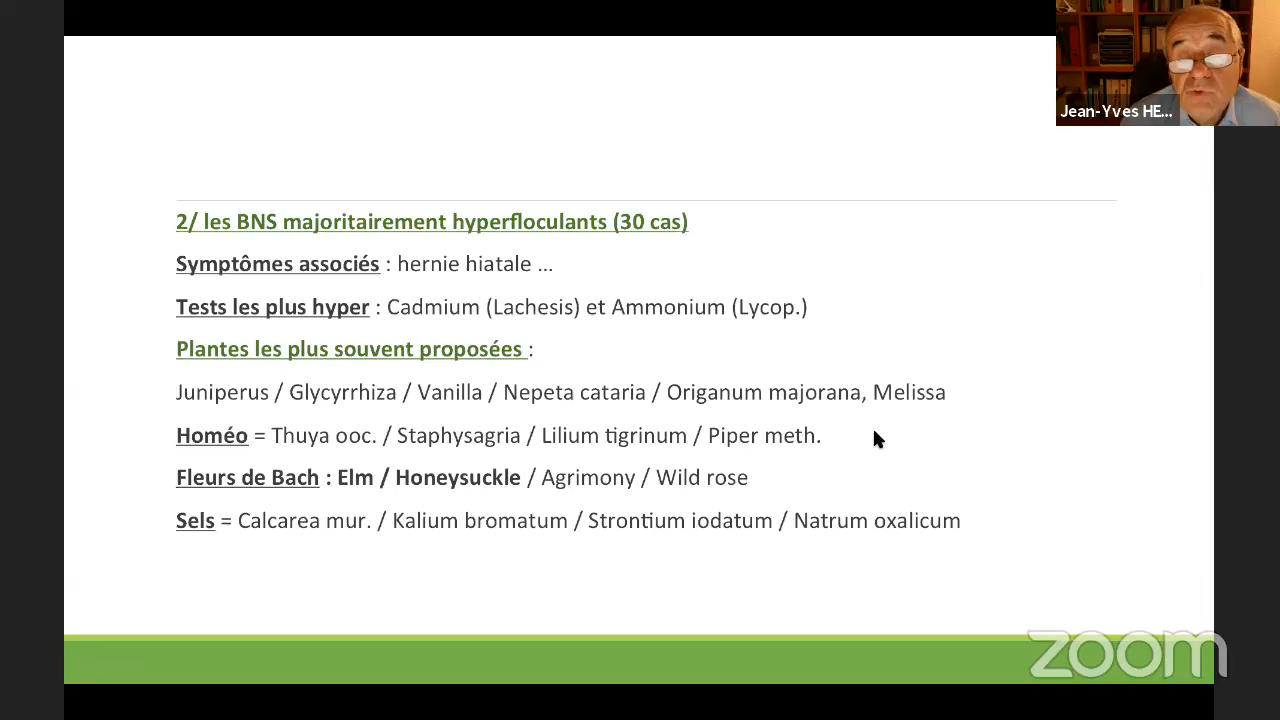 Jean-Yves HE...
2/ les BNS majoritairement hyperfloculants (30 cas)
Symptômes associés : hernie hiatale ...
Tests les plus hyper : Cadmium (Lachesis) et Ammonium (Lycop.)
Plantes les plus souvent proposées :
Juniperus / Glycyrrhiza / Vanilla / Nepeta cataria / Origanum majorana, Melissa
Homéo = Thuya ooc. / Staphysagria / Lilium tigrinum / Piper meth.
Fleurs de Bach : Elm / Honeysuckle / Agrimony / Wild rose
Sels = Calcarea mur. / Kalium bromatum / Strontium iodatum / Natrum oxalicum
zoom